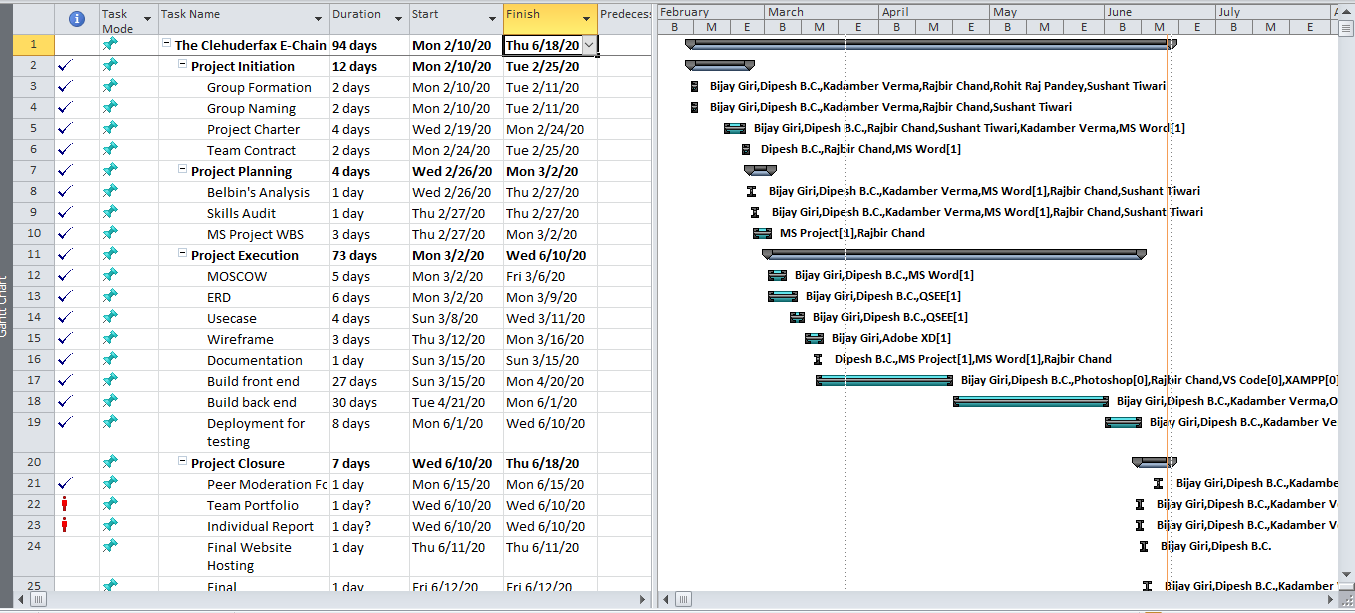 Task Mode Task Name Duration Start Finish Predecess
February March April May June July
B M E B M E B M E B M E B M E B M E
1 The Clehuderfax E-Chain 94 days Mon 2/10/20 Thu 6/18/20
2 Project Initiation 12 days Mon 2/10/20 Tue 2/25/20
3 Group Formation 2 days Mon 2/10/20 Tue 2/11/20 Bijay Giri,Dipesh B.C.,Kadamber Verma,Rajbir Chand,Rohit Raj Pandey,Sushant Tiwari
4 Group Naming 2 days Mon 2/10/20 Tue 2/11/20 Bijay Giri,Dipesh B.C.,Kadamber Verma,Rajbir Chand,Sushant Tiwari
5 Project Charter 4 days Wed 2/19/20 Mon 2/24/20 Bijay Giri,Dipesh B.C.,Rajbir Chand,Sushant Tiwari,Kadamber Verma,MS Word[1]
6 Team Contract 2 days Mon 2/24/20 Tue 2/25/20 Dipesh B.C.,Rajbir Chand,MS Word[1]
7 Project Planning 4 days Wed 2/26/20 Mon 3/2/20
8 Belbin's Analysis 1 day Wed 2/26/20 Thu 2/27/20 Bijay Giri,Dipesh B.C.,Kadamber Verma,MS Word[1],Rajbir Chand,Sushant Tiwari
9 Skills Audit 1 day Thu 2/27/20 Thu 2/27/20 Bijay Giri,Dipesh B.C.,Kadamber Verma,MS Word[1],Rajbir Chand,Sushant Tiwari
10 MS Project WBS 3 days Thu 2/27/20 Mon 3/2/20 MS Project[1],Rajbir Chand
11 Project Execution 73 days Mon 3/2/20 Wed 6/10/20
12 MOSCOW 5 days Mon 3/2/20 Fri 3/6/20 Bijay Giri,Dipesh B.C.,MS Word[1]
13 ERD 6 days Mon 3/2/20 Mon 3/9/20 Bijay Giri,Dipesh B.C.,QSEE[1]
14 Usecase 4 days Sun 3/8/20 Wed 3/11/20 Bijay Giri,Dipesh B.C.,QSEE[1]
15 Wireframe 3 days Thu 3/12/20 Mon 3/16/20 Bijay Giri,Adobe XD[1]
16 Documentation 1 day Sun 3/15/20 Sun 3/15/20 Dipesh B.C.,MS Project[1],MS Word[1],Rajbir Chand
17 Build front end 27 days Sun 3/15/20 Mon 4/20/20 Bijay Giri,Dipesh B.C.,Photoshop[0],Rajbir Chand,VS Code[0],XAMPP[0]
18 Build back end 30 days Tue 4/21/20 Mon 6/1/20 Bijay Giri,Dipesh B.C.,Kadamber Verma,O
19 Deployment for testing 8 days Mon 6/1/20 Wed 6/10/20 Bijay Giri,Dipesh B.C.,Kadamber Ve
20 Project Closure 7 days Wed 6/10/20 Thu 6/18/20
21 Peer Moderation Fo 1 day Mon 6/15/20 Mon 6/15/20 Bijay Giri,Dipesh B.C.,Kadambe
22 Team Portfolio 1 day? Wed 6/10/20 Wed 6/10/20 Bijay Giri,Dipesh B.C.,Kadamber V
23 Individual Report 1 day? Wed 6/10/20 Wed 6/10/20 Bijay Giri,Dipesh B.C.,Kadamber V
24 Final Website Hosting 1 day Thu 6/11/20 Thu 6/11/20 Bijay Giri,Dipesh B.C.
25 Final 1 day Fri 6/12/20 Fri 6/12/20 Bijay Giri,Dipesh B.C.,Kadamber
Gantt Chart